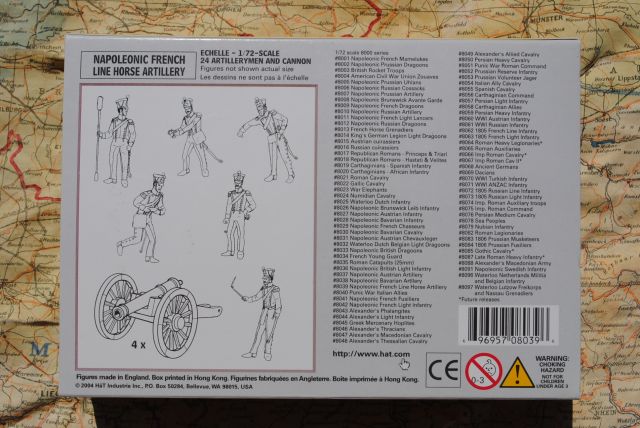 NAPOLEONIC FRENCH
LINE HORSE ARTILLERY
ECHELLE - 1/72-SCALE
24 ARTILLERYMEN AND CANNON
Figures not shown actual size
Les dessins ne sont pas à l'échelle
4 x
1/72 scale 8000 series
#8001 Napoleonic French Mamelukes
#8002 Napoleonic Prussian Dragoons
#8003 British Rocket Troops
#8004 American Civil War Union Zouaves
#8005 Napoleonic Prussian Uhlans
#8006 Napoleonic Russian Cossacks
#8007 Napoleonic Prussian Artillery
#8008 Napoleonic Brunswick Avante Garde
#8009 Napoleonic French Dragoons
#8010 Napoleonic Russian Artillery
#8011 Napoleonic French Light Lancers
#8012 Napoleonic Russian Dragoons
#8013 French Horse Grenadiers
#8014 King's German Legion Light Dragoons
#8015 Austrian cuirassiers
#8016 Russian cuirassiers
#8017 Republican Romans - Princeps & Triari
#8018 Republican Romans - Hastati & Velites
#8019 Carthaginians - Spanish Infantry
#8020 Carthaginians - African Infantry
#8021 Roman Cavalry
#8022 Gallic Cavalry
#8023 War Elephants
#8024 Numidian Cavalry
#8025 Waterloo Dutch Infantry
#8026 Napoleonic Brunswick Leib Infantry
#8027 Napoleonic Austrian Infantry
#8028 Napoleonic Bavarian Infantry
#8029 Napoleonic French Chasseurs
#8030 Napoleonic Bavarian Cavalry
#8031 Napoleonic Austrian Chevauxleger
#8032 Waterloo Dutch Belgian Light Dragoons
#8033 Napoleonic British Dragoons
#8034 French Young Guard
#8035 Roman Catapults (25mm)
#8036 Napoleonic British Light Infantry
#8037 Napoleonic Austrian Artillery
#8038 Napoleonic Bavarian Artillery
#8039 Napoleonic French Line Horse Artillery
#8040 Punic War Italian Allies
#8041 Napoleonic French Fusiliers
#8042 Napoleonic French Light Infantry
#8043 Alexander's Phalangites
#8044 Alexander's Light Infantry
#8045 Greek Mercenary Hoplites
#8046 Alexander's Thracians
#8047 Alexander's Macedonian Cavalry
#8048 Alexander's Thessalian Cavalry
#8049 Alexander's Allied Cavalry
#8050 Persian Heavy Cavalry
#8051 Punic War Roman Command
#8052 Prussian Reserve Infantry
#8053 Prussian Volunteer Jager
#8054 Italian Ally Cavalry
#8055 Spanish Cavalry
#8056 Carthaginian Command
#8057 Persian Light Infantry
#8058 Carthaginian Allies
#8059 Persian Heavy Infantry
#8060 WWI Austrian Infantry
#8061 WWI Russian Infantry
#8062 1805 French Line Infantry
#8063 1805 French Light Infantry
#8064 Roman Heavy Legionaries*
#8065 Roman Auxiliaries
#8066 Imp Roman Cavalry*
#8067 Imp Roman Cav II*
#8068 Ancient Germans
#8069 Dacians
#8070 WWI Turkish Infantry
#8071 WWI ANZAC Infantry
#8072 1815 Russian Line Infantry
#8073 1815 Russian Light Infantry
#8074 Imp. Roman Auxiliary troops
#8075 Imp. Roman Command
#8076 Persian Medium Cavalry
#8078 Sea Peoples
#8079 Nubian Infantry
#8082 Roman Legionaries
#8083 1806 Prussian Musketeers
#8084 1806 Prussian Fusiliers
#8085 Gothic Cavalry*
#8087 Late Roman Heavy Infantry*
#8088 Alexander's Macedonian Army
#8091 Napoleonic Swedish Infantry
#8096 Waterloo Netherlands Militia
and Belgian Infantry
#8097 Waterloo Lutzow Freikorps
and Nassau Grenadiers
*Future releases
6 96957 08039 4
http://www.hat.com
CE
0-3
WARNING:
CHOKING
HAZARD
NOT FOR
CHILDREN
UNDER AGE 3
Figures made in England. Box printed in Hong Kong. Figurines fabriquées en Angleterre. Boite imprimée à Hong Kong.
© 2004 HäT Industrie Inc., P.O. Box 50284, Bellevue, WA 98015, USA
MÜNSTER
M